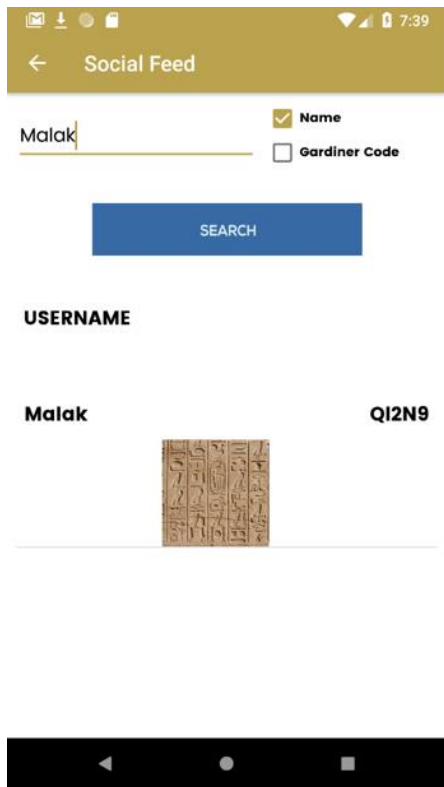 7:39
Social Feed
Malak
Name
Gardiner Code
SEARCH
USERNAME
Malak QI2N9